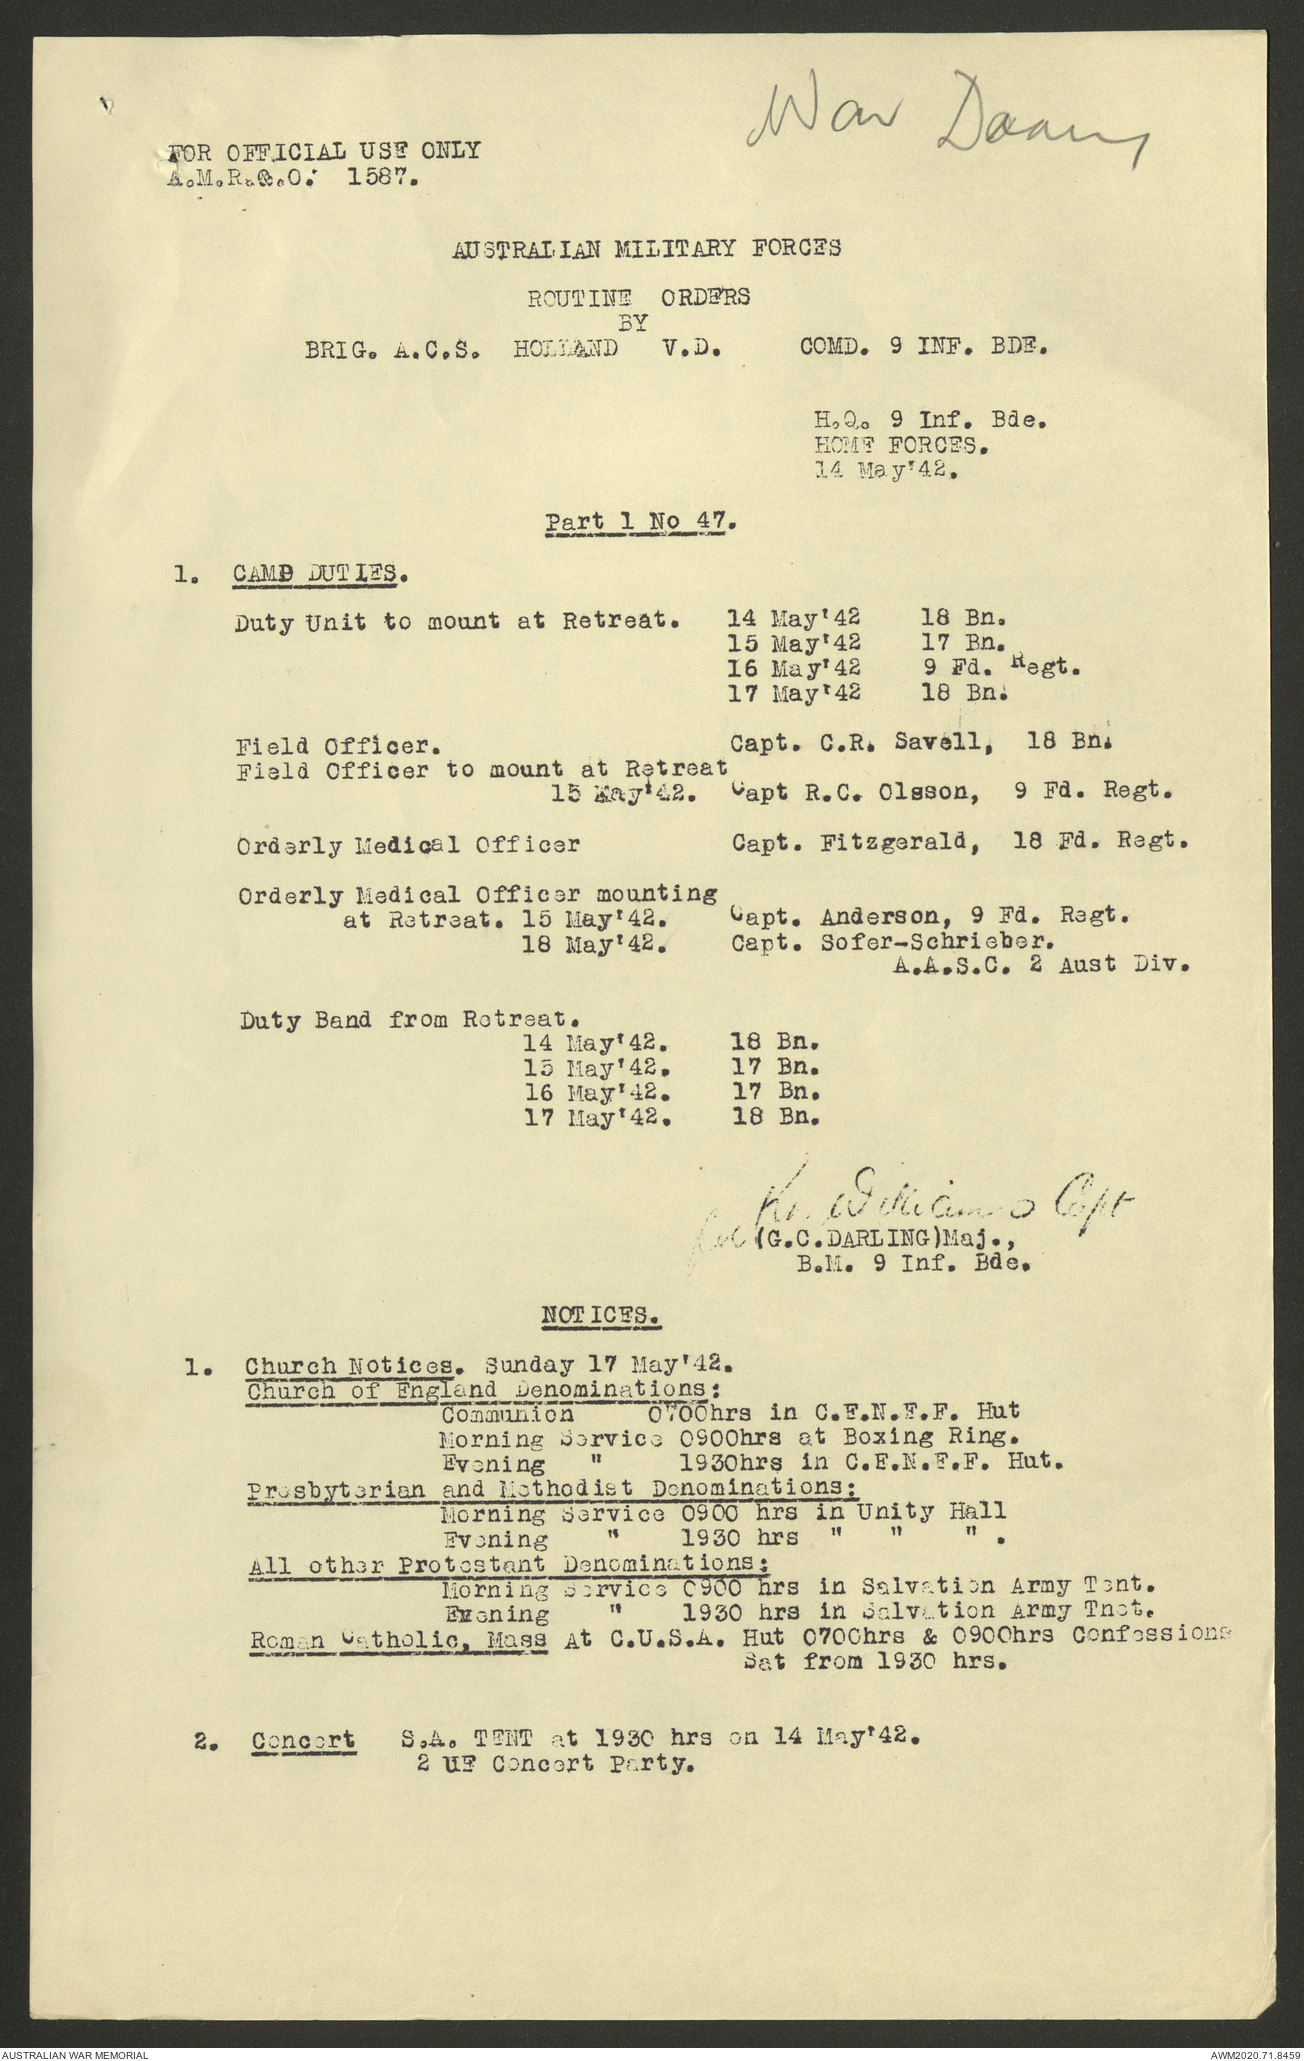 War Diary
FOR OFFICIAL USE ONLY
A.M.R.&.O: 1587.
AUSTRALIAN MILITARY FORCES
ROUTINE ORDERS
BY
BRIG. A.C.S. HOLLAND V.D. COMD. 9 INF. BDE.
H.Q. 9 Inf. Bde.
HOME FORCES.
14 May'42.
Part 1 No 47.
1. CAMP DUTIES.
Duty Unit to mount at Retreat. 14 May'42 18 Bn.
15 May'42 17 Bn.
16 May'42 9 Fd. Regt.
17 May'42 18 Bn.
Field Officer. Capt. C.R. Savell, 18 Bn.
Field Officer to mount at Retreat
15 May'42. Capt R.C. Olsson, 9 Fd. Regt.
Orderly Medical Officer Capt. Fitzgerald, 18 Fd. Regt.
Orderly Medical Officer mounting
at Retreat. 15 May'42. Capt. Anderson, 9 Fd. Regt.
18 May'42. Capt. Sofer-Schrieber.
A.A.S.C. 2 Aust Div.
Duty Band from Retreat.
14 May'42. 18 Bn.
15 May'42. 17 Bn.
16 May'42. 17 Bn.
17 May'42. 18 Bn.
Williams Capt
for (G.C.DARLING)Maj.,
B.M. 9 Inf. Bde.
NOTICES.
1. Church Notices. Sunday 17 May'42.
Church of England Denominations:
Communion 0700hrs in C.E.N.E.F. Hut
Morning Service 0900hrs at Boxing Ring.
Evening " 1930hrs in C.E.N.E.F. Hut.
Presbyterian and Methodist Denominations:
Morning Service 0900 hrs in Unity Hall
Evening " 1930 hrs " " " .
All other Protestant Denominations:
Morning Service 0900 hrs in Salvation Army Tent.
Evening " 1930 hrs in Salvation Army Tnet.
Roman Catholic, Mass At C.U.S.A. Hut 0700hrs & 0900hrs Confessions
Sat from 1930 hrs.
2. Concert S.A. TENT at 1930 hrs on 14 May'42.
2 UE Concert Party.
AUSTRALIAN WAR MEMORIAL
AWM2020.71.8459